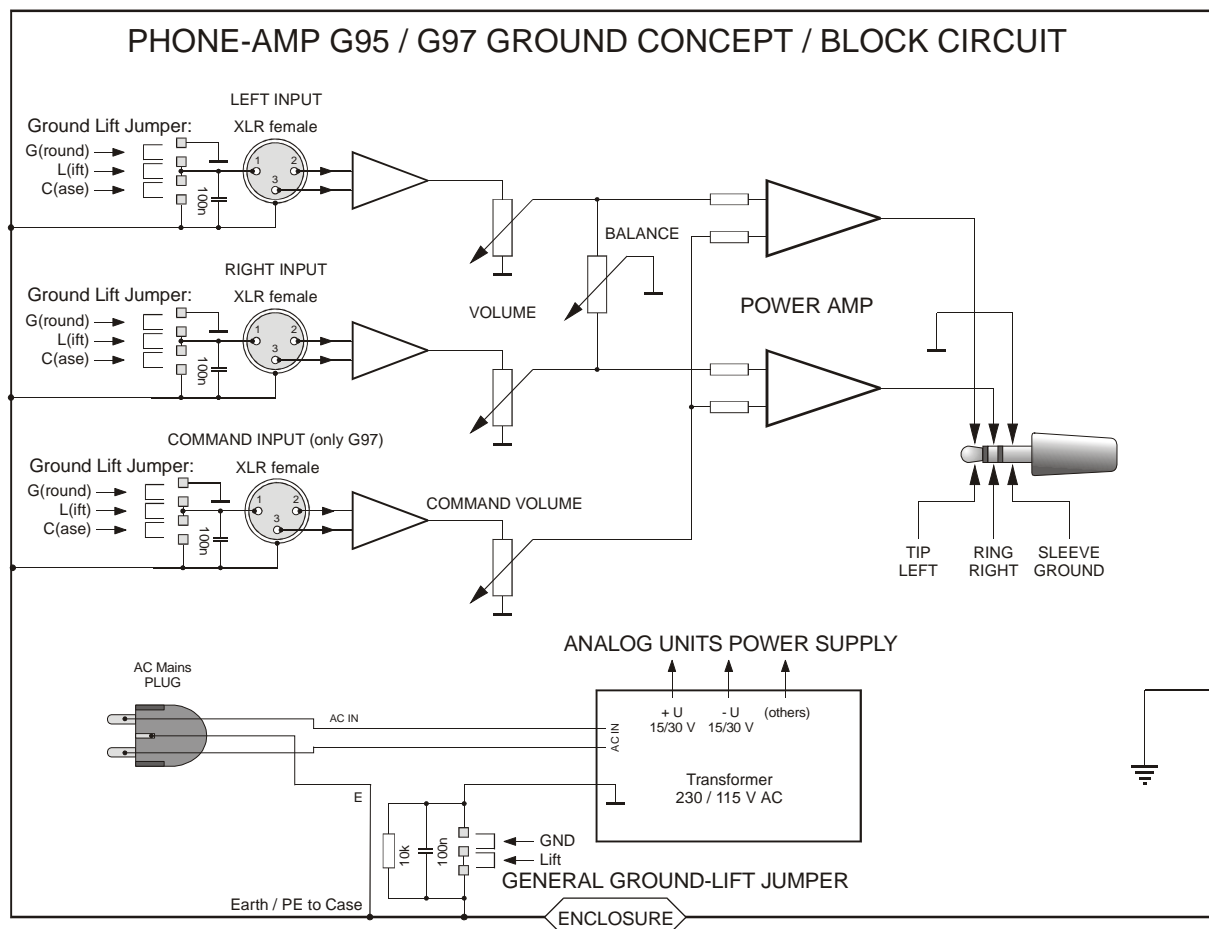 PHONE-AMP G95 / G97 GROUND CONCEPT / BLOCK CIRCUIT
LEFT INPUT
Ground Lift Jumper:
XLR female
G(round)
L(ift)
C(ase)
100n
1
2
3
BALANCE
RIGHT INPUT
Ground Lift Jumper:
XLR female
G(round)
L(ift)
C(ase)
100n
1
2
3
VOLUME
POWER AMP
COMMAND INPUT (only G97)
Ground Lift Jumper:
XLR female
G(round)
L(ift)
C(ase)
100n
1
2
3
COMMAND VOLUME
TIP
LEFT
RING
RIGHT
SLEEVE
GROUND
ANALOG UNITS POWER SUPPLY
AC Mains
PLUG
AC IN
AC IN
+ U
15/30 V
- U
15/30 V
(others)
Transformer
230 / 115 V AC
E
10k
100n
GND
Lift
GENERAL GROUND-LIFT JUMPER
Earth / PE to Case
ENCLOSURE